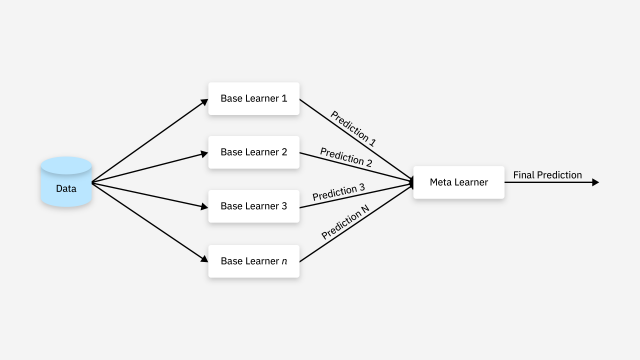 Data
Base Learner 1
Base Learner 2
Base Learner 3
Base Learner n
Prediction 1
Prediction 2
Prediction 3
Prediction N
Meta Learner
Final Prediction